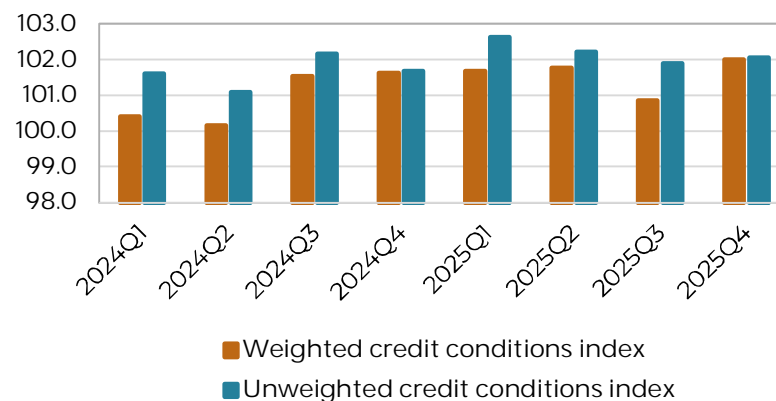 103.0
102.0
101.0
100.0
99.0
98.0
2024Q1
2024Q2
2024Q3
2024Q4
2025Q1
2025Q2
2025Q3
2025Q4
Weighted credit conditions index
Unweighted credit conditions index